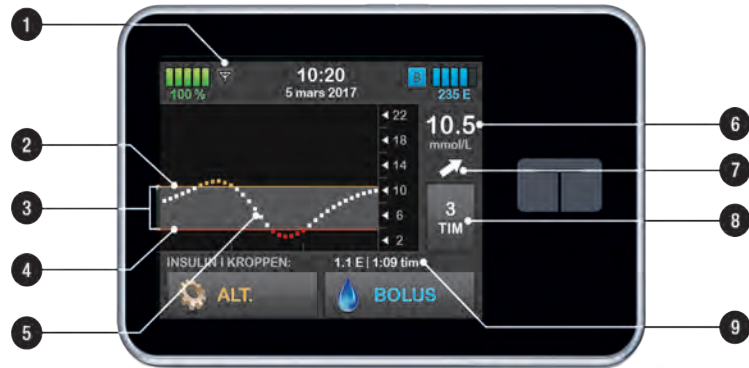 1
10:20
100 %
5 mars 2017
B
235 E
22
10.5
6
mmol/L
18
2
14
7
3
10
3
TIM
8
6
4
2
INSULIN I KROPPEN:
1.1 E | 1:09 tim
ALT.
BOLUS
5
9